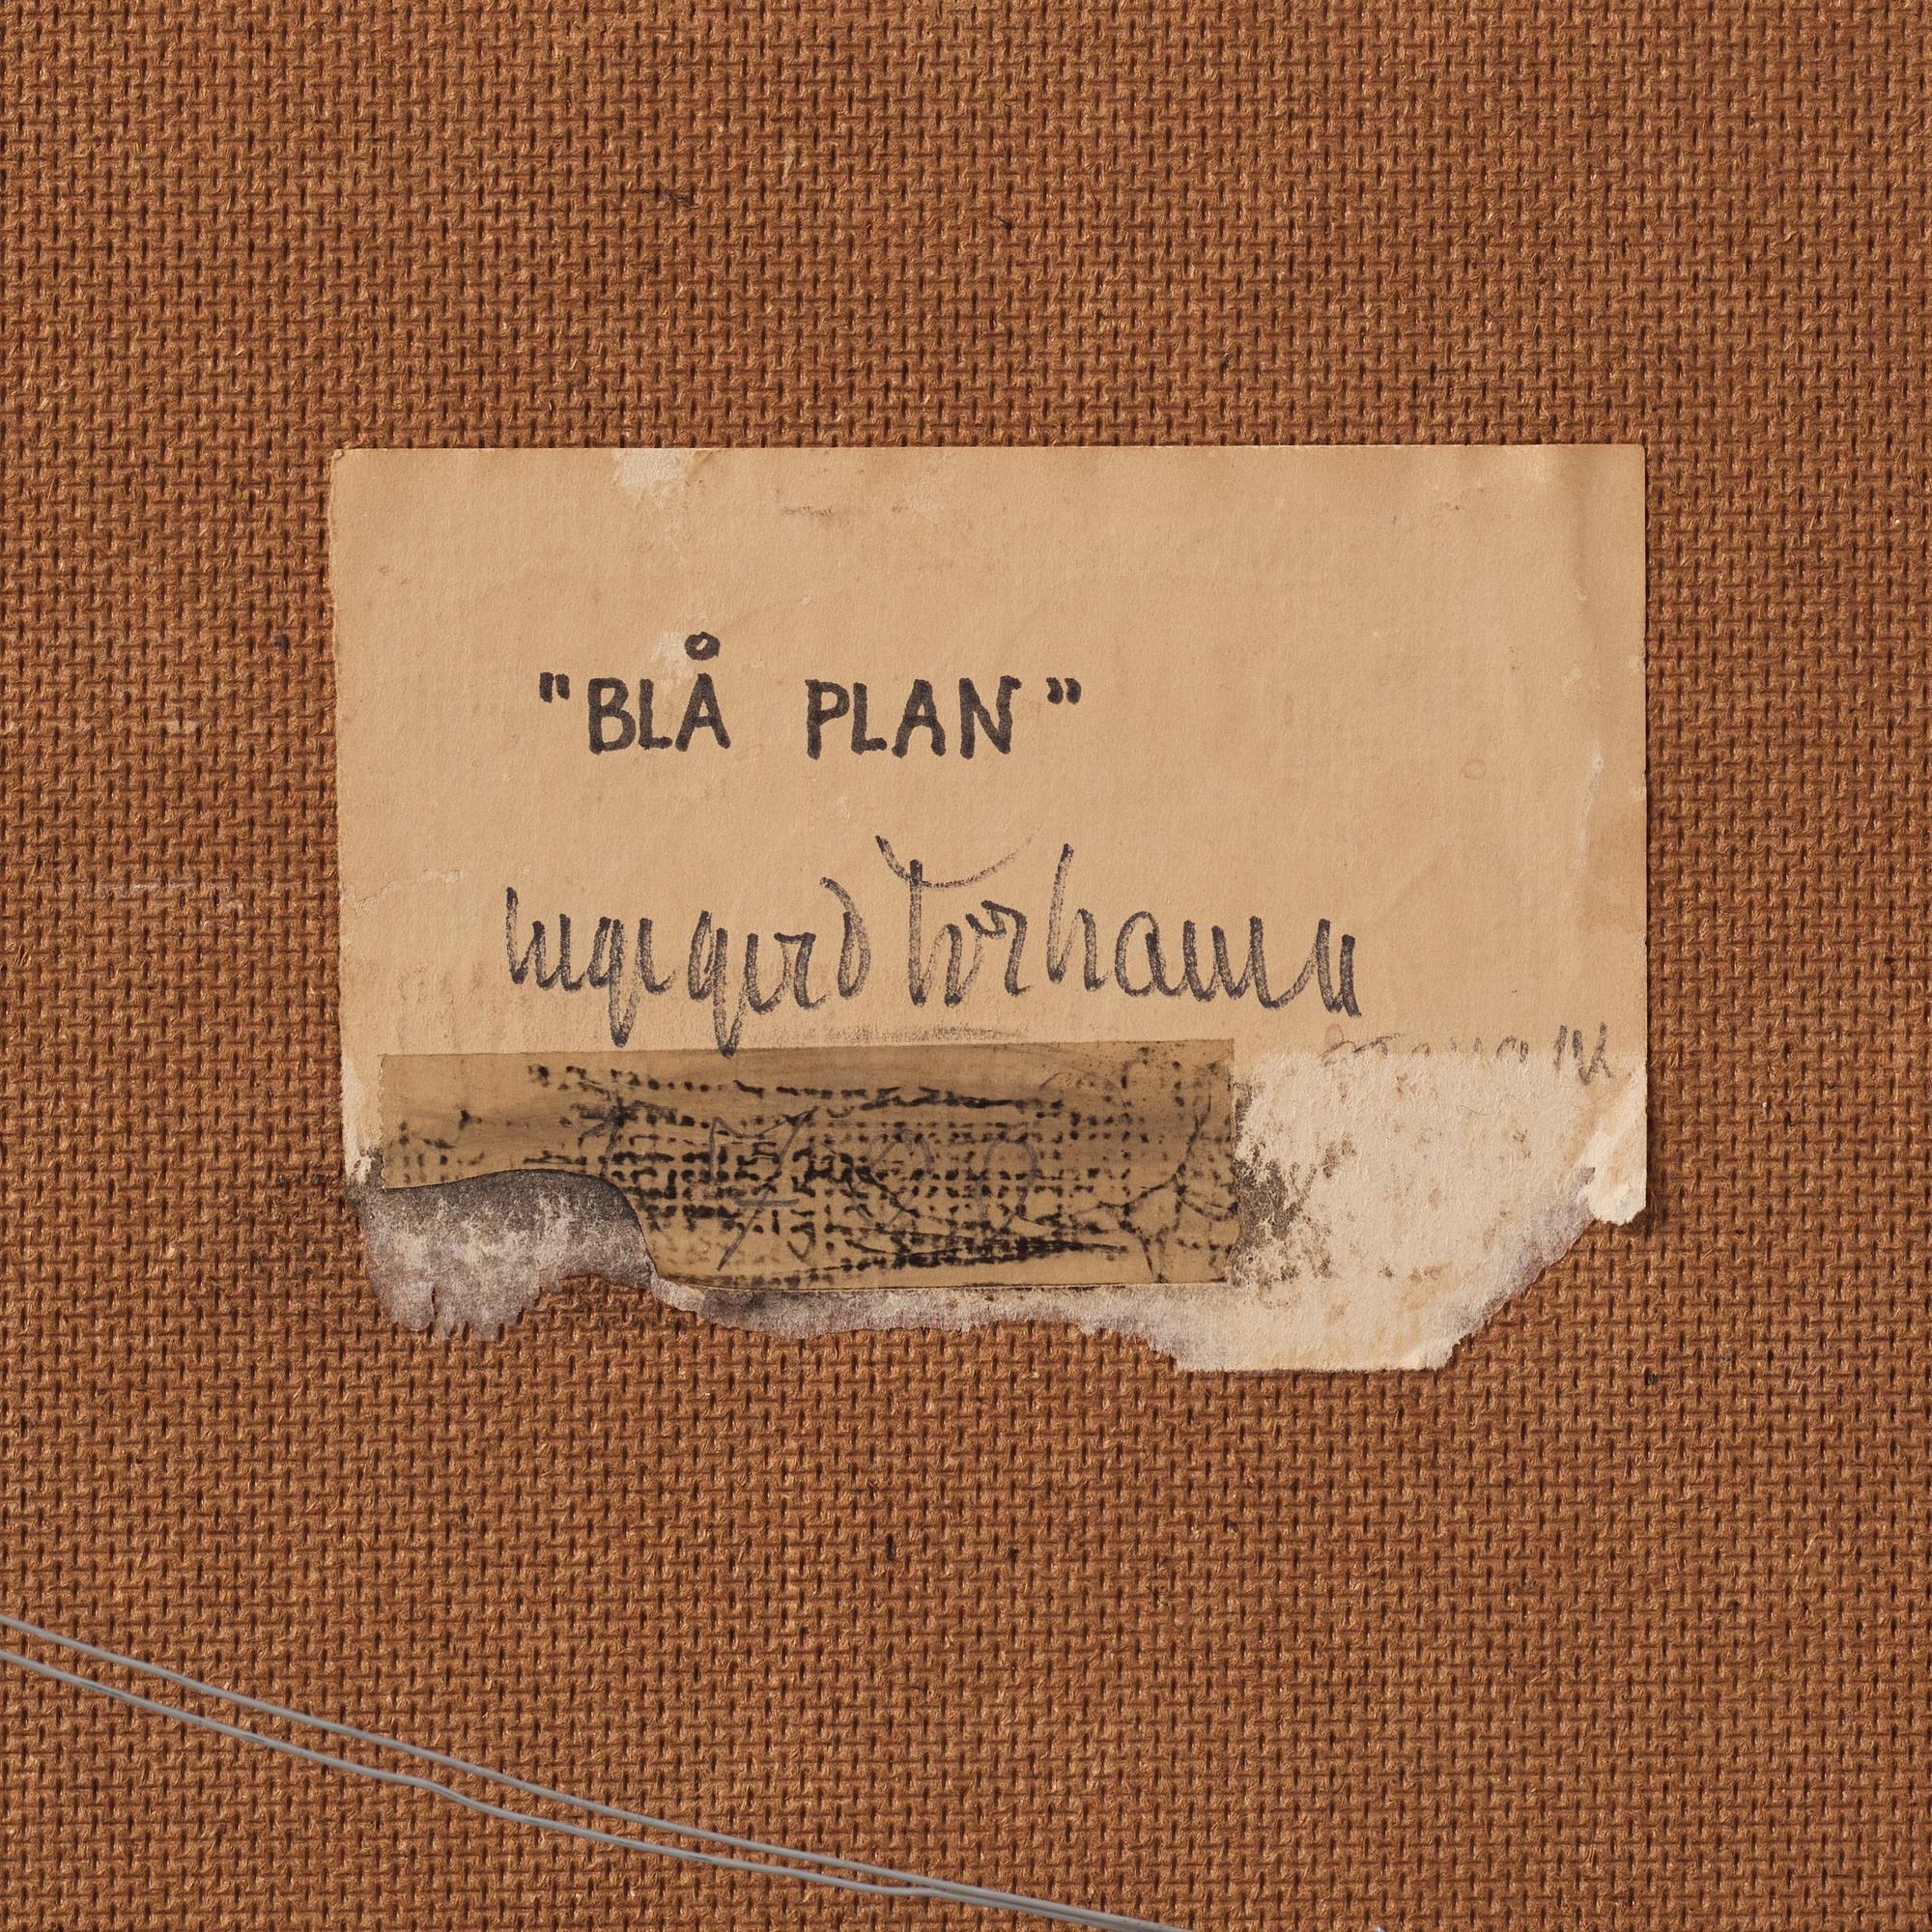 "BLÅ PLAN"
Ingegerd Torhamn